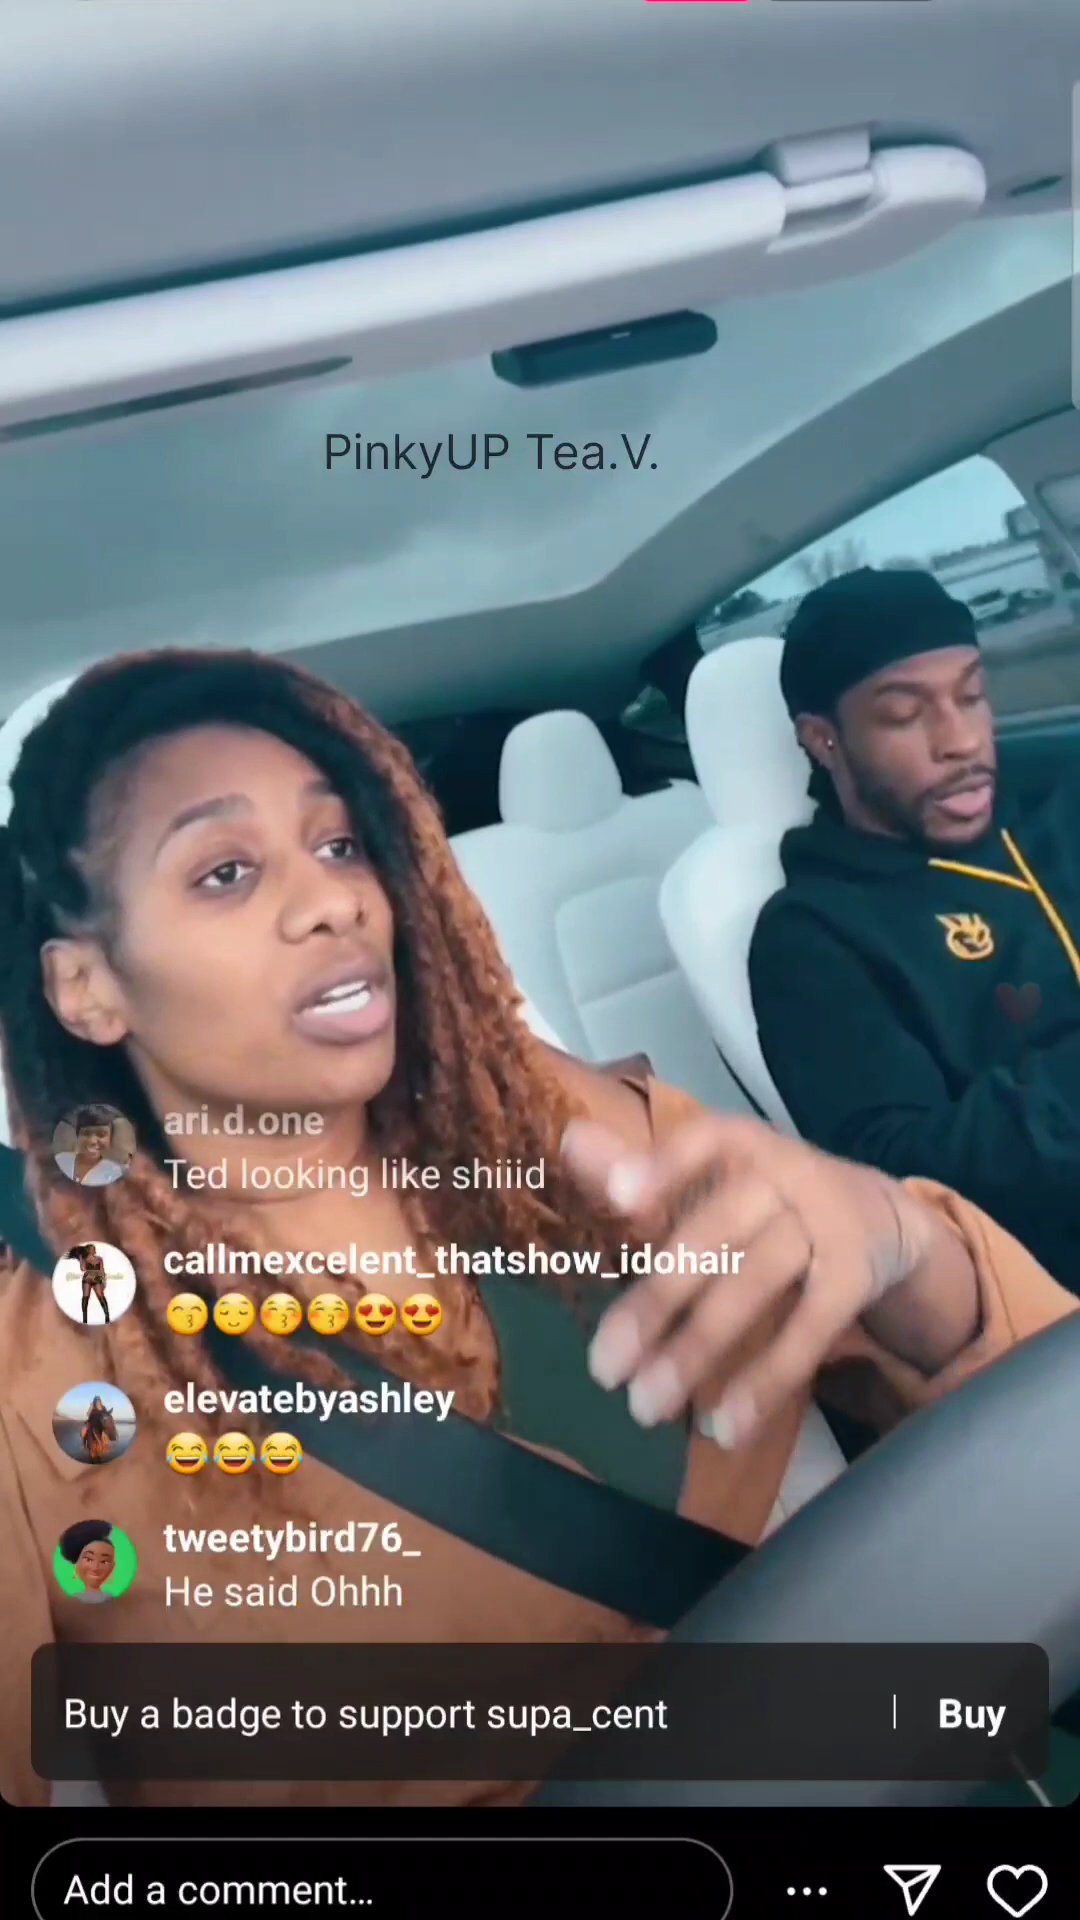 PinkyUP Tea.V.
ari.d.one
Ted looking like shiiid
callmexcelent_thatshow_idohair
😙😌😚😚😍😍
elevatebyashley
😂😂😂
tweetybird76_
He said Ohhh
Buy a badge to support supa_cent | Buy
Add a comment...